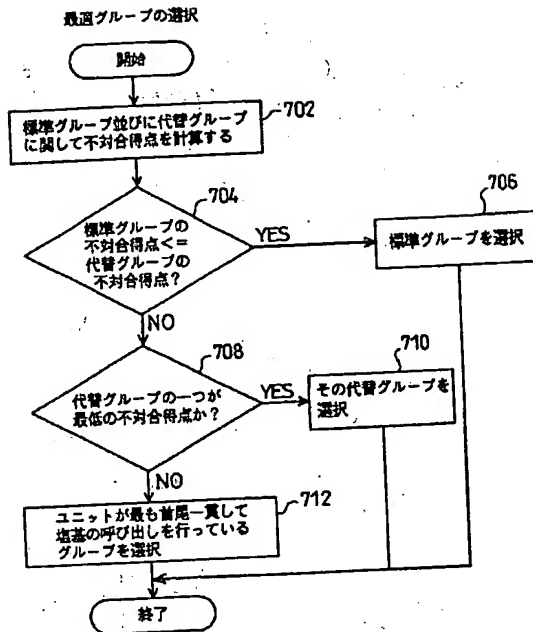 最適グループの選択
開始
702
標準グループ並びに代替グループ
に関して不対合得点を計算する
704
標準グループの
不対合得点<=
代替グループの
不対合得点?
YES
706
標準グループを選択
NO
708
代替グループの一つが
最低の不対合得点か?
YES
710
その代替グループを
選択
NO
712
ユニットが最も首尾一貫して
塩基の呼び出しを行っている
グループを選択
終了